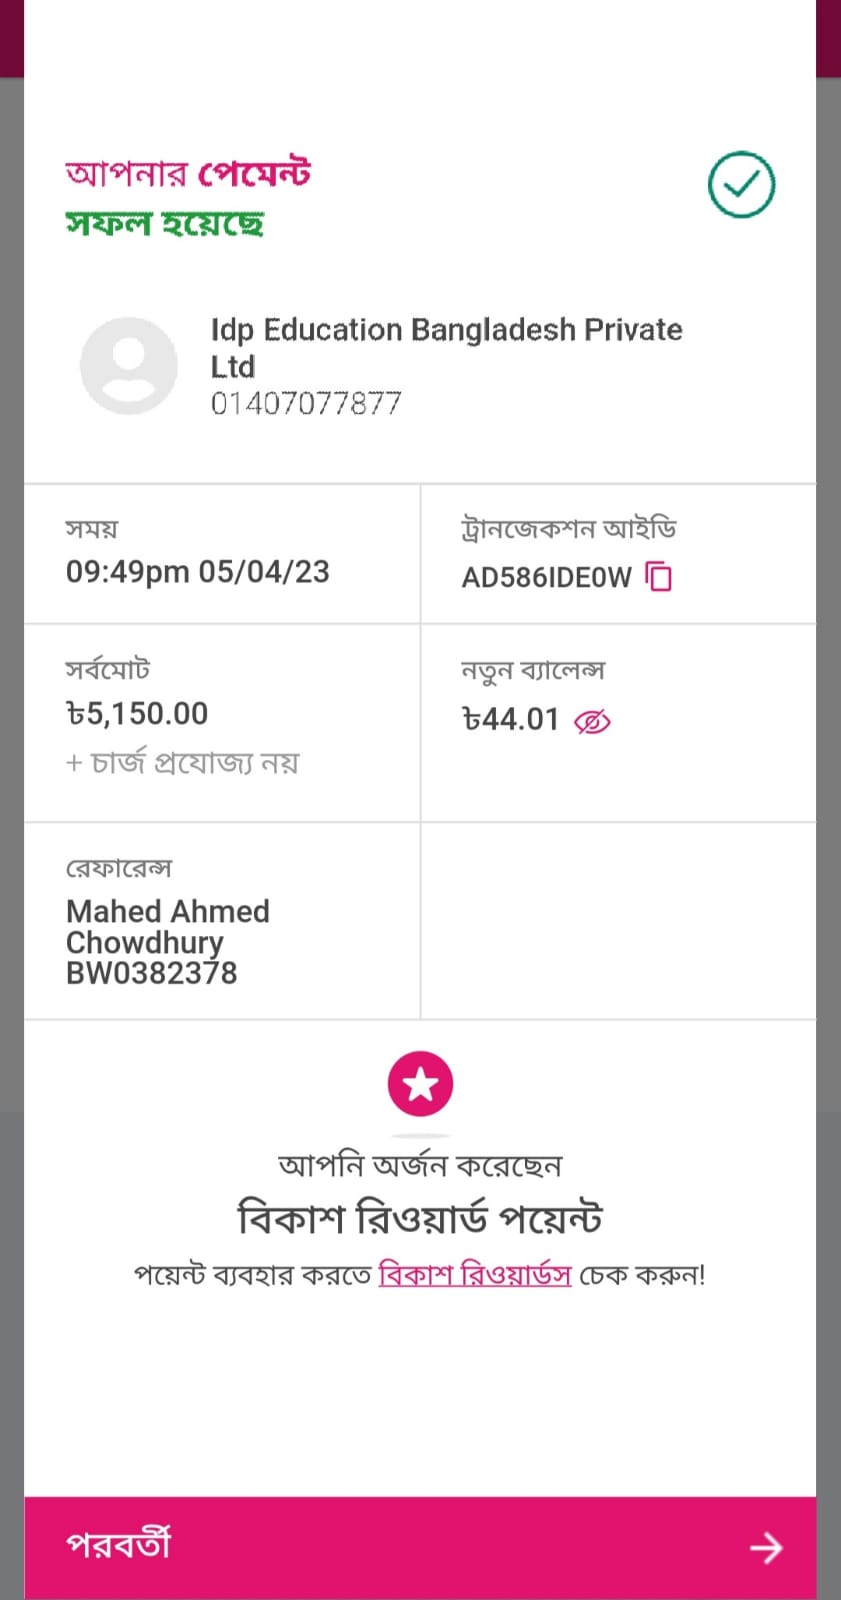 আপনার পেমেন্ট
সফল হয়েছে
Idp Education Bangladesh Private
Ltd
01407077877
সময়
09:49pm 05/04/23
ট্রানজেকশন আইডি
AD586IDE0W
সর্বমোট
৳5,150.00
+ চার্জ প্রযোজ্য নয়
নতুন ব্যালেন্স
৳44.01
রেফারেন্স
Mahed Ahmed
Chowdhury
BW0382378
আপনি অর্জন করেছেন
বিকাশ রিওয়ার্ড পয়েন্ট
পয়েন্ট ব্যবহার করতে বিকাশ রিওয়ার্ডস চেক করুন!
পরবর্তী